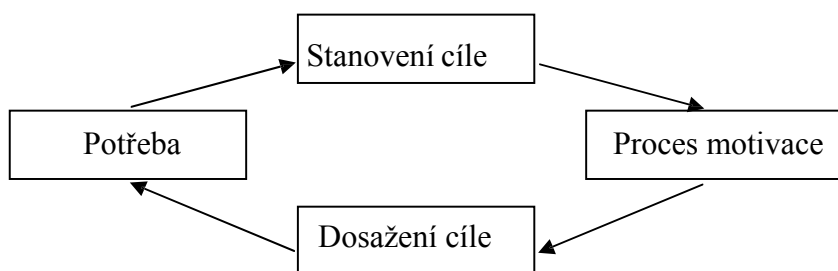 Stanovení cíle
Potřeba
Proces motivace
Dosažení cíle